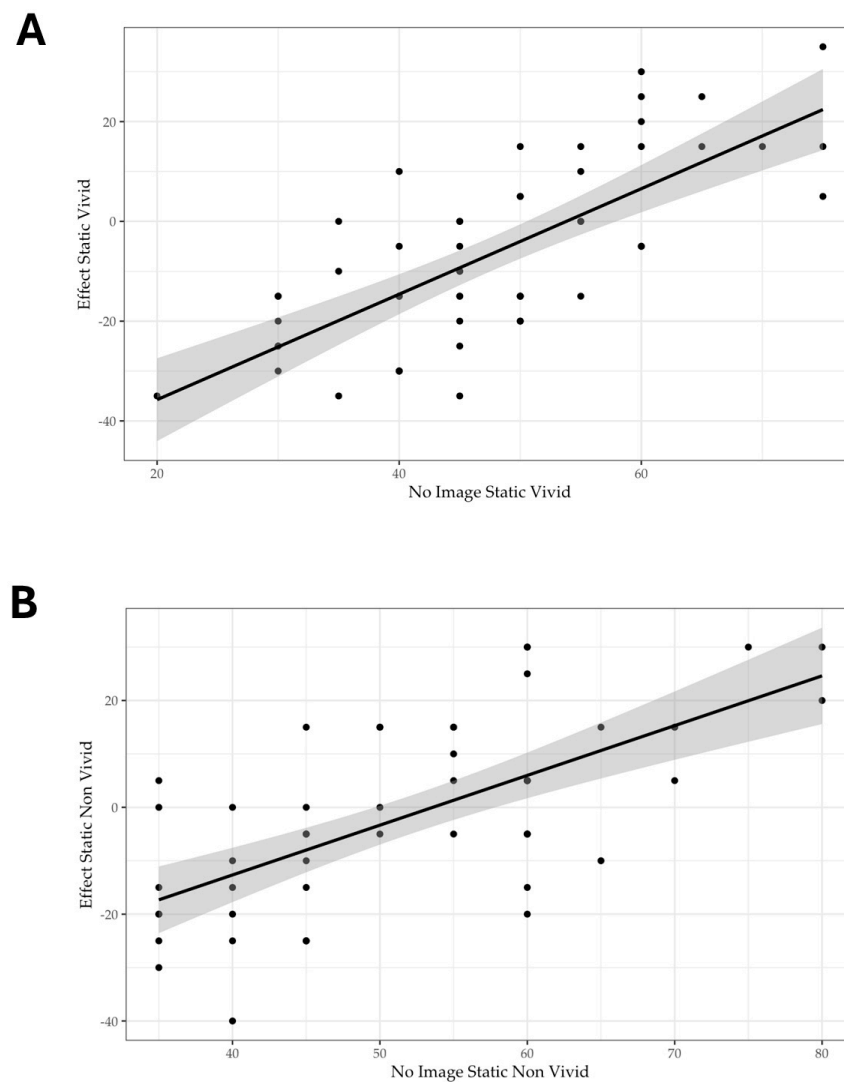 A
Effect Static Vivid
20
0
-20
-40
20
40
60
No Image Static Vivid
B
Effect Static Non Vivid
20
0
-20
-40
40
50
60
70
80
No Image Static Non Vivid